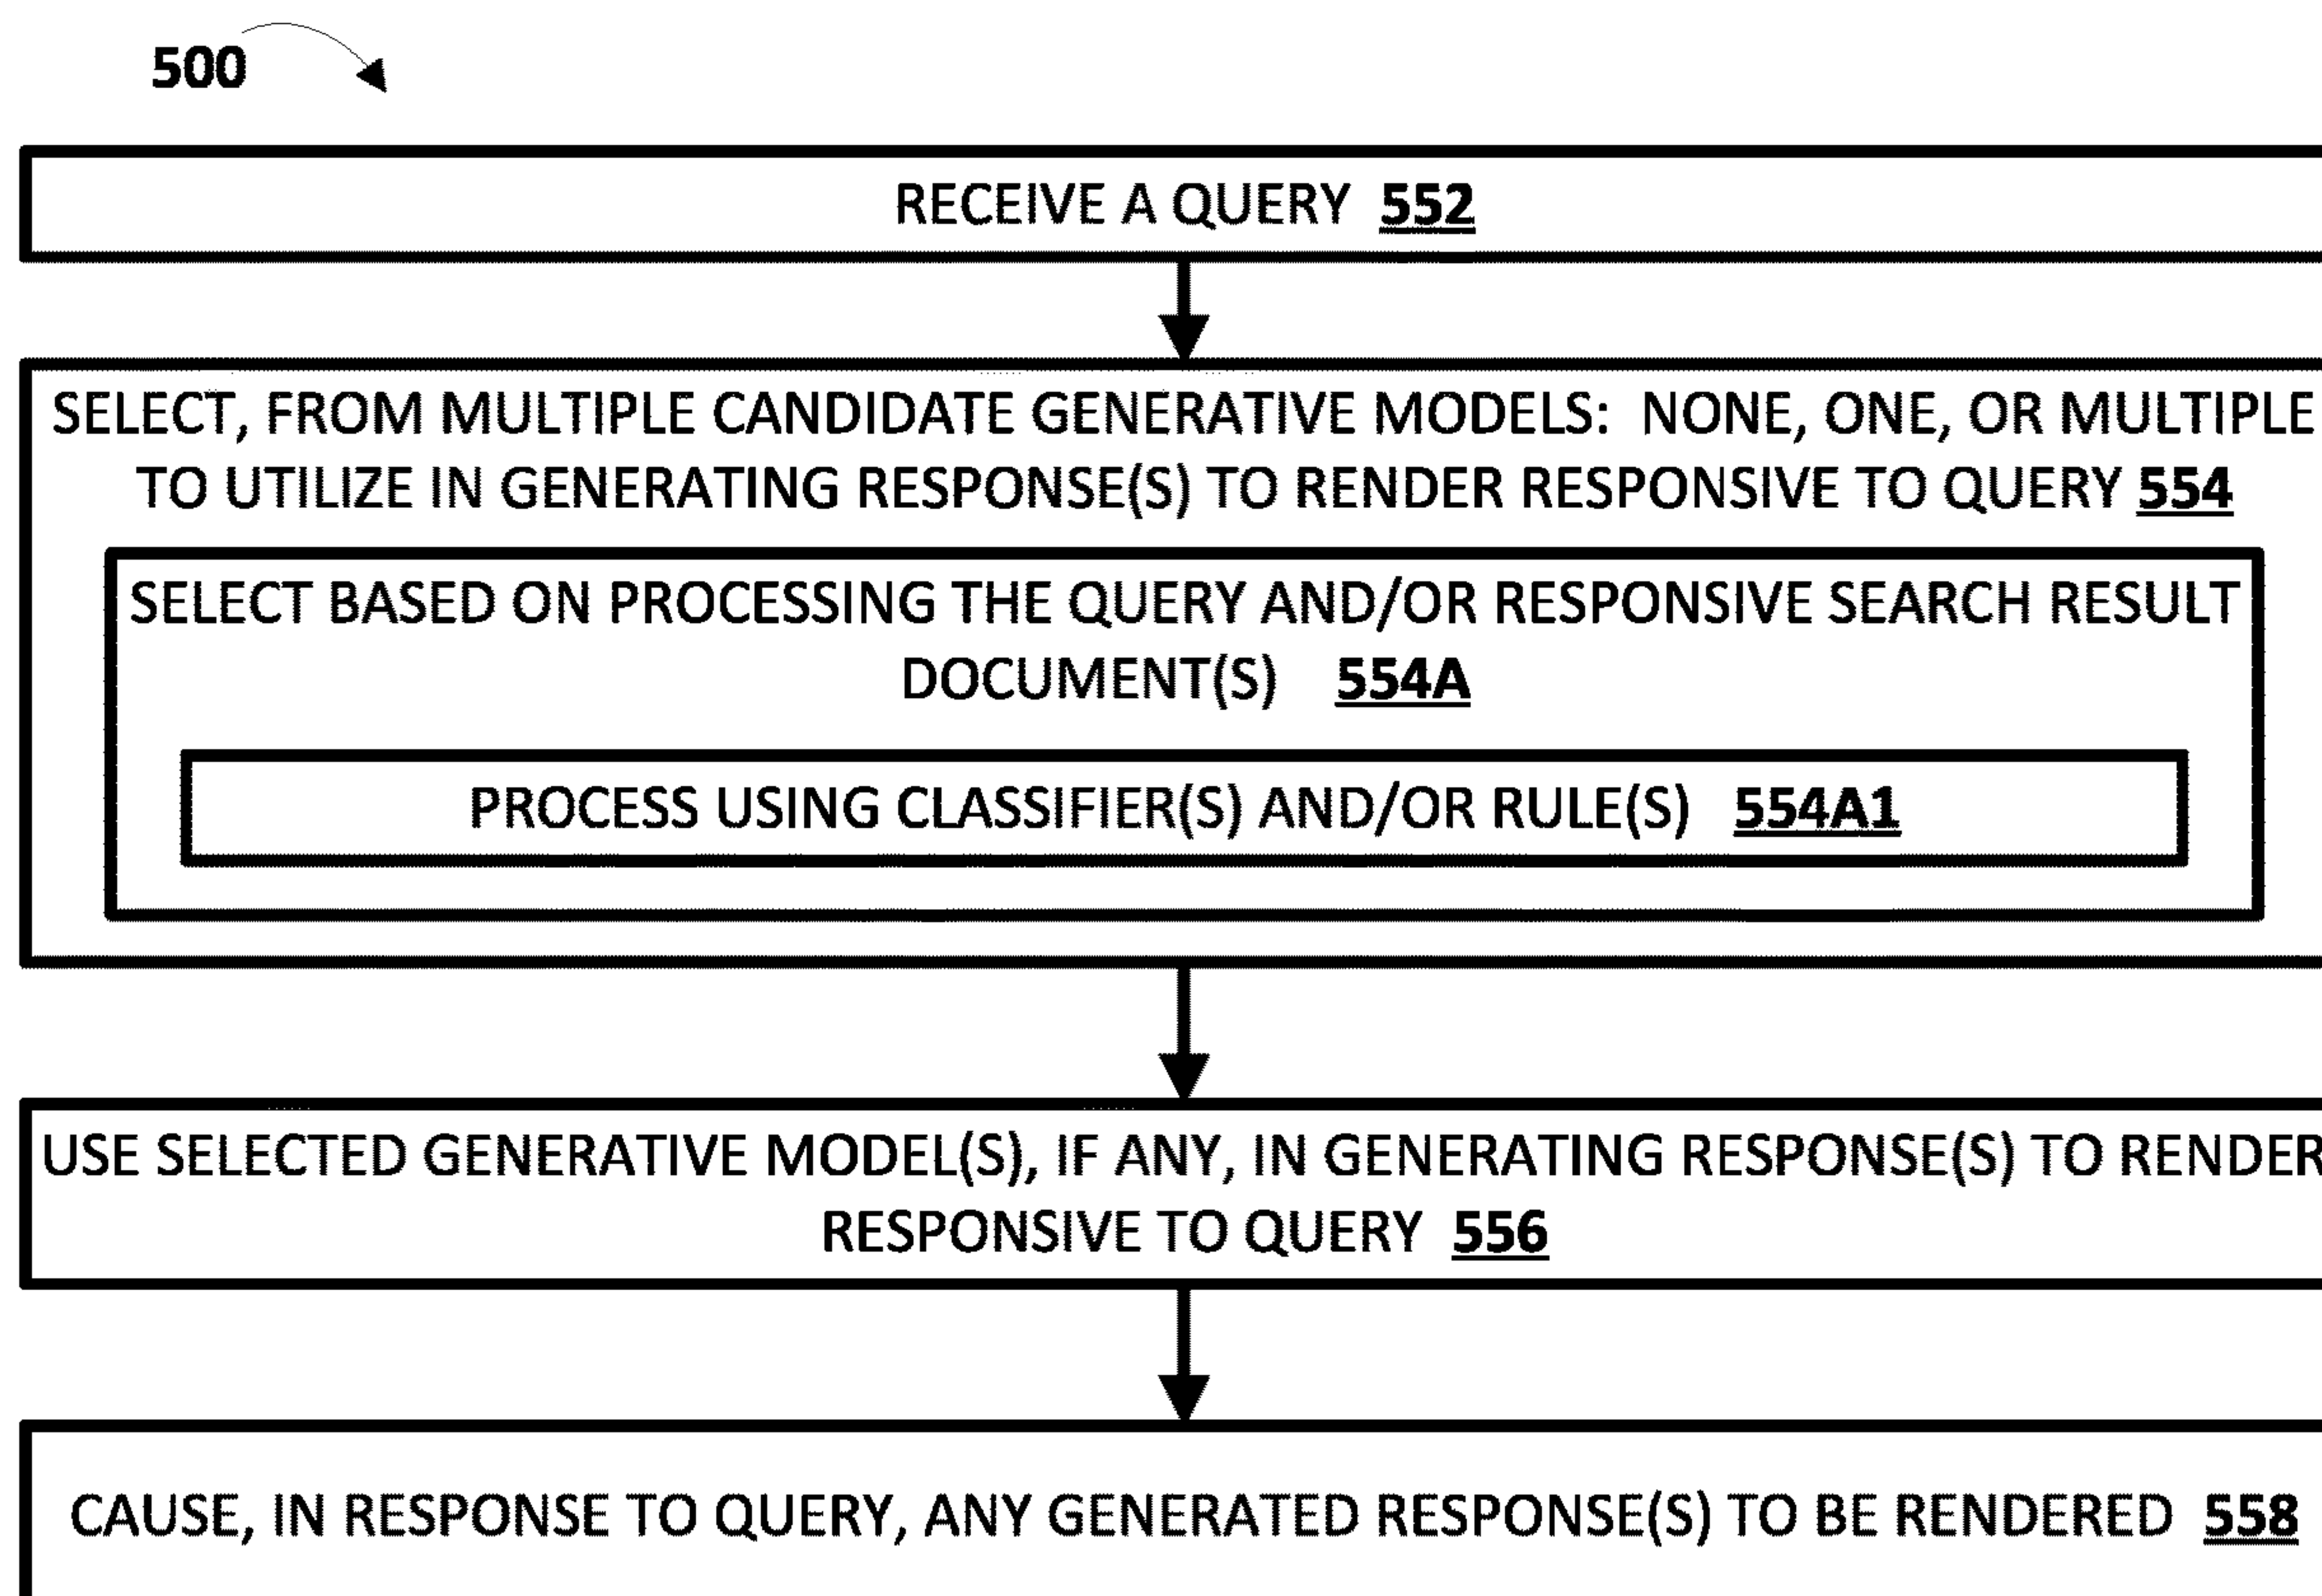 500
RECEIVE A QUERY 552
SELECT, FROM MULTIPLE CANDIDATE GENERATIVE MODELS: NONE, ONE, OR MULTIPLE
TO UTILIZE IN GENERATING RESPONSE(S) TO RENDER RESPONSIVE TO QUERY 554
SELECT BASED ON PROCESSING THE QUERY AND/OR RESPONSIVE SEARCH RESULT
DOCUMENT(S) 554A
PROCESS USING CLASSIFIER(S) AND/OR RULE(S) 554A1
USE SELECTED GENERATIVE MODEL(S), IF ANY, IN GENERATING RESPONSE(S) TO RENDER
RESPONSIVE TO QUERY 556
CAUSE, IN RESPONSE TO QUERY, ANY GENERATED RESPONSE(S) TO BE RENDERED 558